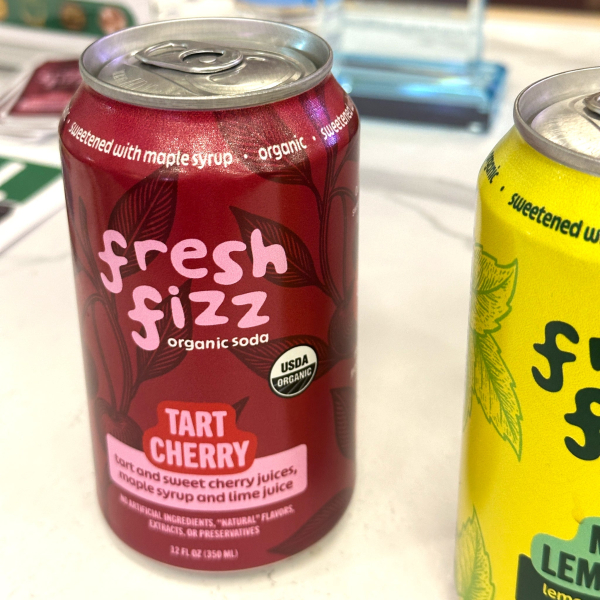 sweetened with maple syrup · organic · sweetened
fresh
fizz
organic soda
USDA
ORGANIC
TART
CHERRY
tart and sweet cherry juices,
maple syrup and lime juice
NO ARTIFICIAL INGREDIENTS, "NATURAL" FLAVORS,
EXTRACTS, OR PRESERVATIVES
12 FL OZ (350 ML)
· sweetened